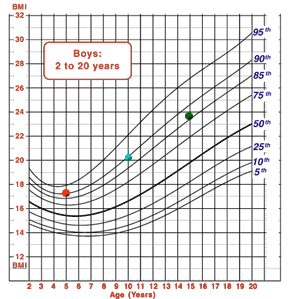 BMI
32
30
28
26
24
22
20
18
16
14
12
BMI
Boys:
2 to 20 years
95th
90th
85th
75th
50th
25th
10th
5th
2 3 4 5 6 7 8 9 10 11 12 13 14 15 16 17 18 19 20
Age (Years)